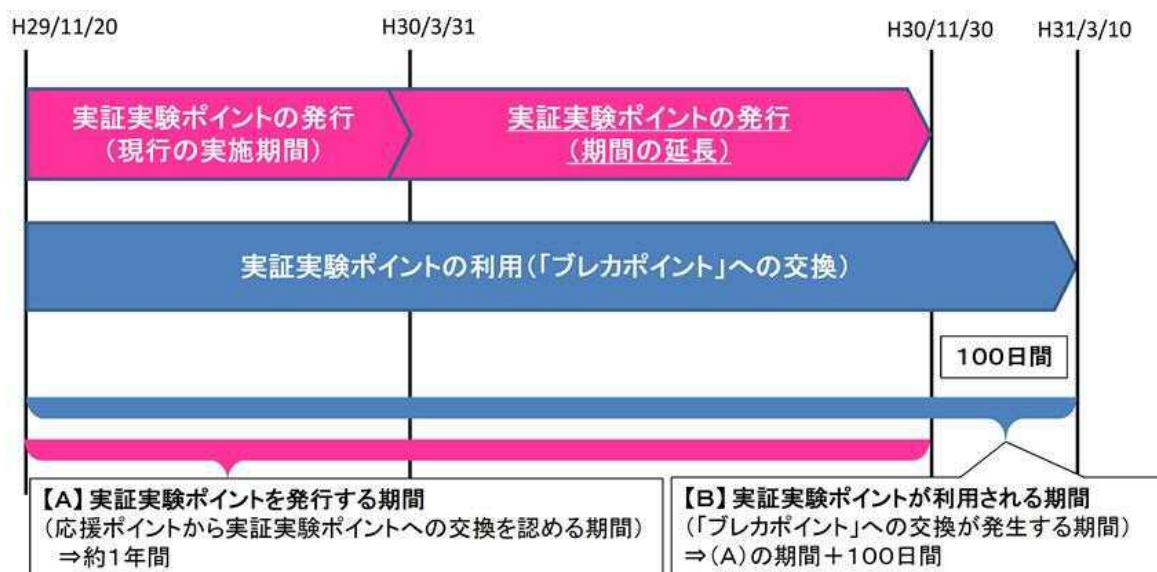 H29/11/20
H30/3/31
H30/11/30
H31/3/10
実証実験ポイントの発行
(現行の実施期間)
実証実験ポイントの発行
(期間の延長)
実証実験ポイントの利用(「ブレカポイント」への交換)
100日間
【A】実証実験ポイントを発行する期間
(応援ポイントから実証実験ポイントへの交換を認める期間)
⇒約1年間
【B】実証実験ポイントが利用される期間
(「ブレカポイント」への交換が発生する期間)
⇒(A)の期間+100日間